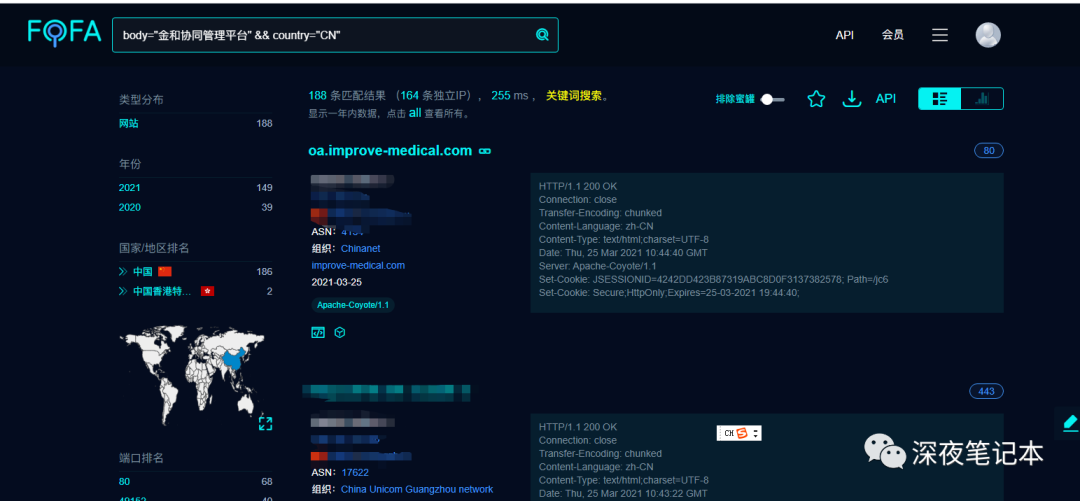 FOFA
body="金和协同管理平台" && country="CN"
API
会员
类型分布
网站 188
年份
2021 149
2020 39
国家/地区排名
中国 186
中国香港特... 2
端口排名
80 68
188 条匹配结果 （164 条独立IP）， 255 ms ， 关键词搜索。
显示一年内数据，点击 all 查看所有。
排除蜜罐
API
oa.improve-medical.com
80
ASN：
组织： Chinanet
improve-medical.com
2021-03-25
Apache-Coyote/1.1
HTTP/1.1 200 OK
Connection: close
Transfer-Encoding: chunked
Content-Language: zh-CN
Content-Type: text/html;charset=UTF-8
Date: Thu, 25 Mar 2021 10:44:40 GMT
Server: Apache-Coyote/1.1
Set-Cookie: JSESSIONID=4242DD423B87319ABC8D0F3137382578; Path=/jc6
Set-Cookie: Secure;HttpOnly;Expires=25-03-2021 19:44:40;
443
ASN： 17622
组织： China Unicom Guangzhou network
HTTP/1.1 200 OK
Connection: close
Transfer-Encoding: chunked
Content-Language: zh-CN
Content-Type: text/html;charset=UTF-8
Date: Thu, 25 Mar 2021 10:43:22 GMT
CH
深夜笔记本